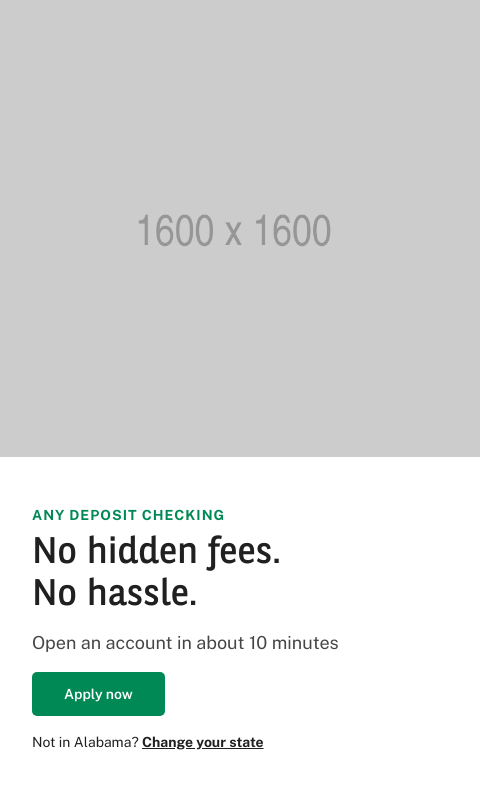 1600 x 1600
ANY DEPOSIT CHECKING
No hidden fees.
No hassle.
Open an account in about 10 minutes
Apply now
Not in Alabama? Change your state